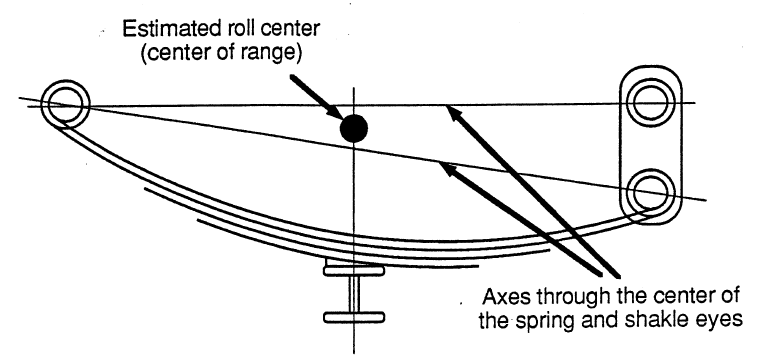 Estimated roll center
(center of range)
Axes through the center of
the spring and shakle eyes